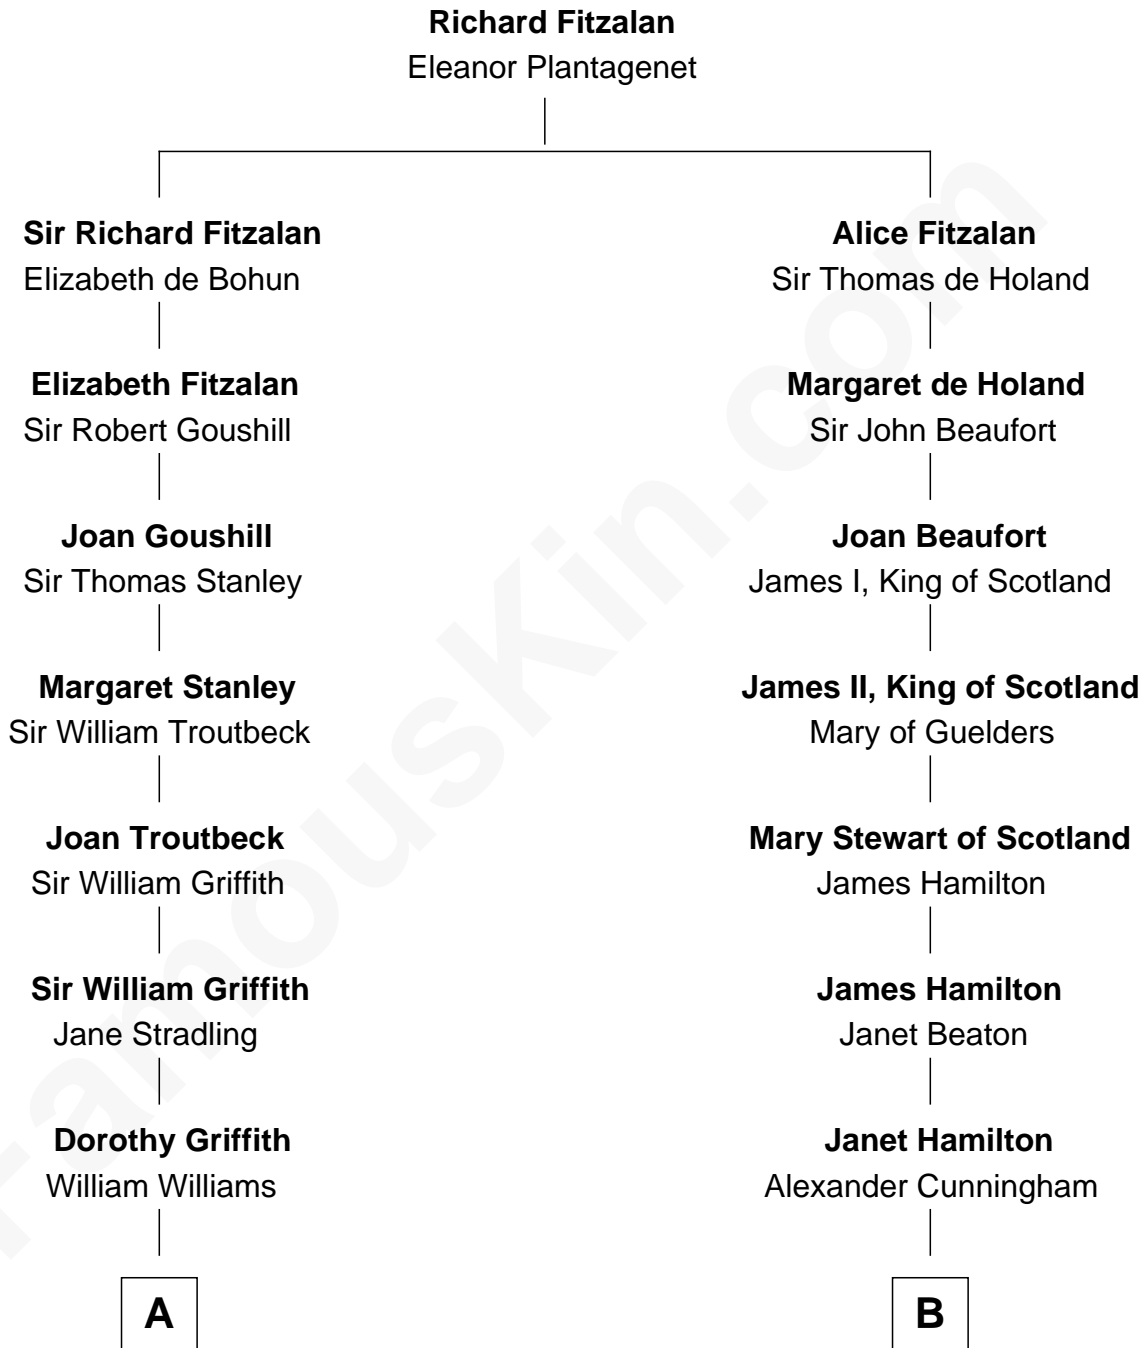 Richard Fitzalan
Eleanor Plantagenet
Sir Richard Fitzalan
Elizabeth de Bohun
Elizabeth Fitzalan
Sir Robert Goushill
Joan Goushill
Sir Thomas Stanley
Margaret Stanley
Sir William Troutbeck
Joan Troutbeck
Sir William Griffith
Sir William Griffith
Jane Stradling
Dorothy Griffith
William Williams
A
Alice Fitzalan
Sir Thomas de Holand
Margaret de Holand
Sir John Beaufort
Joan Beaufort
James I, King of Scotland
James II, King of Scotland
Mary of Guelders
Mary Stewart of Scotland
James Hamilton
James Hamilton
Janet Beaton
Janet Hamilton
Alexander Cunningham
B
FamousKin.com